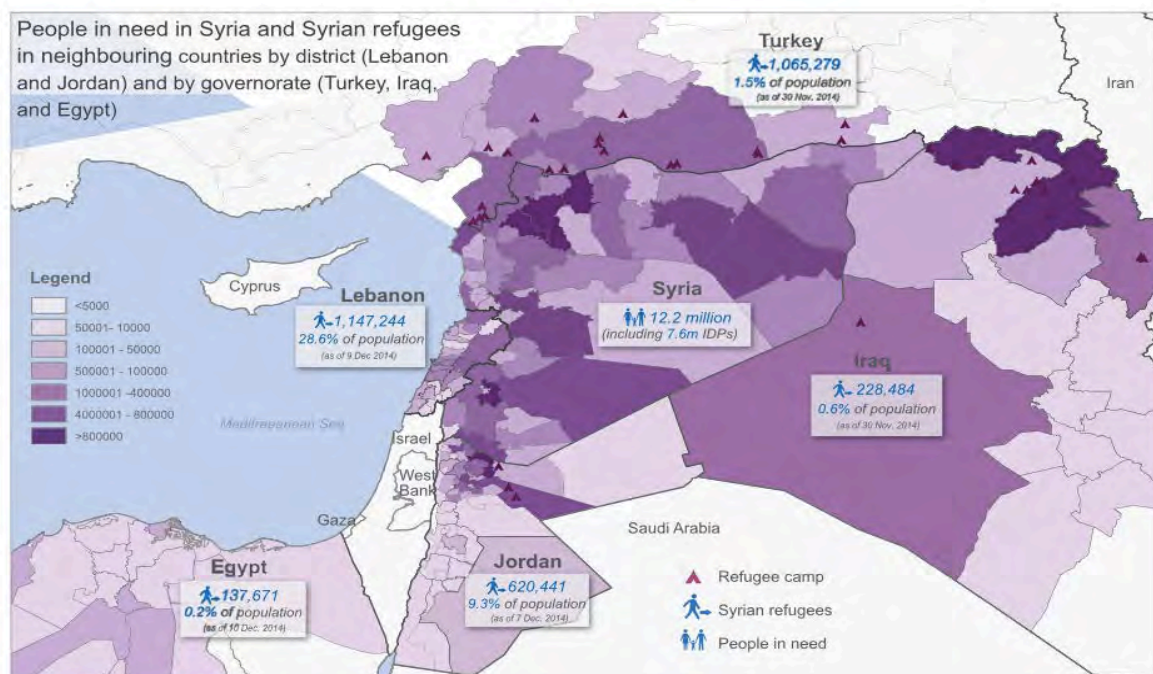 People in need in Syria and Syrian refugees
in neighbouring countries by district (Lebanon
and Jordan) and by governorate (Turkey, Iraq,
and Egypt)
Turkey
1,065,279
1.5% of population
(as of 30 Nov. 2014)
Iran
Legend
<5000
50001- 10000
100001 - 50000
500001 - 100000
1000001 -400000
4000001 - 800000
>800000
Cyprus
Lebanon
1,147,244
28.6% of population
(as of 9 Dec 2014)
Syria
12.2 million
(including 7.6m IDPs)
Iraq
228,484
0.6% of population
(as of 30 Nov. 2014)
Mediterranean Sea
Israel
West
Bank
Gaza
Saudi Arabia
Egypt
137,671
0.2% of population
(as of 10 Dec. 2014)
Jordan
620,441
9.3% of population
(as of 7 Dec. 2014)
Refugee camp
Syrian refugees
People in need